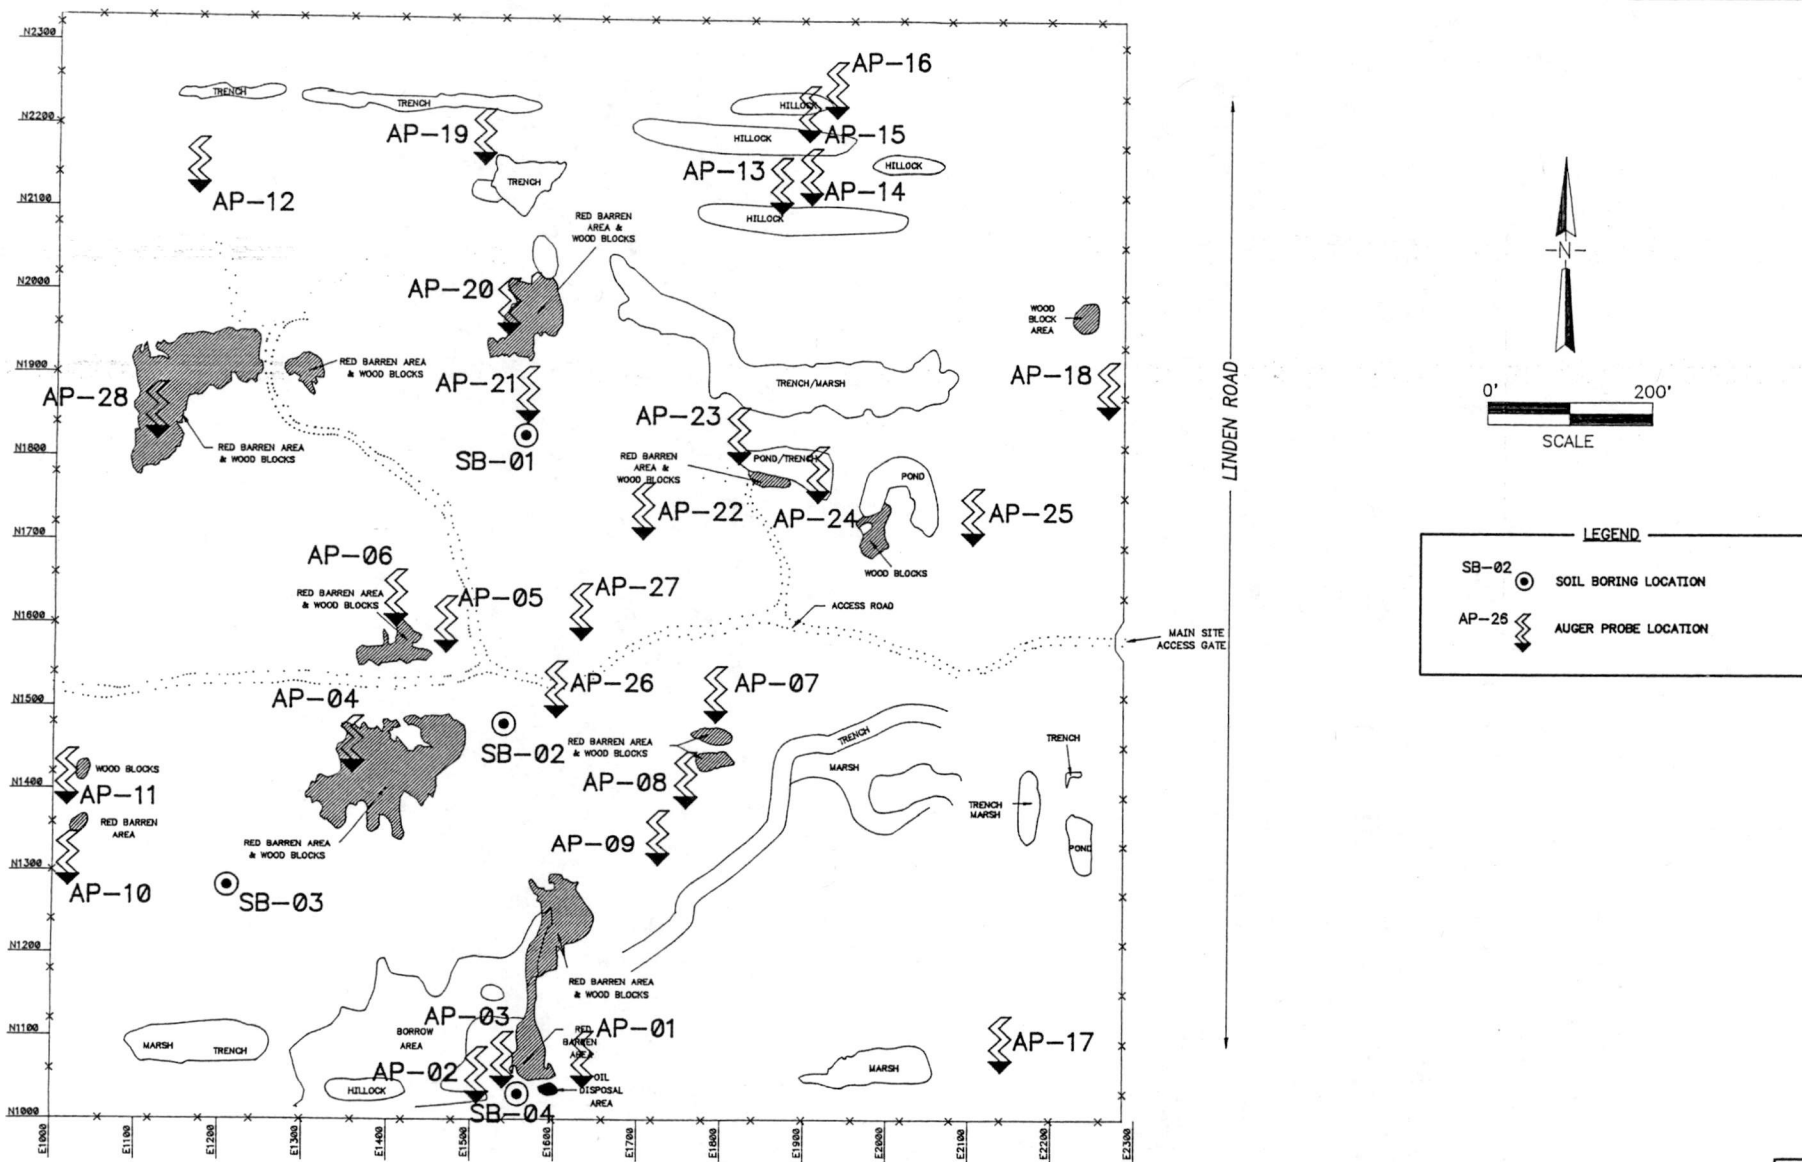 N2300
N2200
N2100
N2000
N1900
N1800
N1700
N1600
N1500
N1400
N1300
N1200
N1100
N1000
E1000
E1100
E1200
E1300
E1400
E1500
E1600
E1700
E1800
E1900
E2000
E2100
E2200
E2300
TRENCH
TRENCH
AP-19
AP-12
TRENCH
AP-16
HILLOCK
AP-15
HILLOCK
AP-13
HILLOCK
AP-14
HILLOCK
RED BARREN
AREA &
WOOD BLOCKS
AP-20
WOOD
BLOCK
AREA
RED BARREN AREA
& WOOD BLOCKS
AP-28
AP-21
TRENCH/MARSH
AP-18
RED BARREN AREA
& WOOD BLOCKS
SB-01
AP-23
RED BARREN
AREA &
WOOD BLOCKS
POND/TRENCH
POND
AP-22
AP-24
AP-25
WOOD BLOCKS
AP-06
RED BARREN AREA
& WOOD BLOCKS
AP-05
AP-27
ACCESS ROAD
MAIN SITE
ACCESS GATE
AP-04
AP-26
AP-07
SB-02
RED BARREN AREA
& WOOD BLOCKS
TRENCH
MARSH
TRENCH
WOOD BLOCKS
AP-11
AP-08
TRENCH
MARSH
RED BARREN
AREA
RED BARREN AREA
& WOOD BLOCKS
AP-09
POND
AP-10
SB-03
RED BARREN AREA
& WOOD BLOCKS
AP-03
BORROW
AREA
RED
BARREN
AREA
AP-01
AP-17
MARSH
TRENCH
AP-02
HILLOCK
OIL
DISPOSAL
AREA
MARSH
SB-04
LINDEN ROAD
N
0'
200'
SCALE
LEGEND
SB-02
SOIL BORING LOCATION
AP-26
AUGER PROBE LOCATION